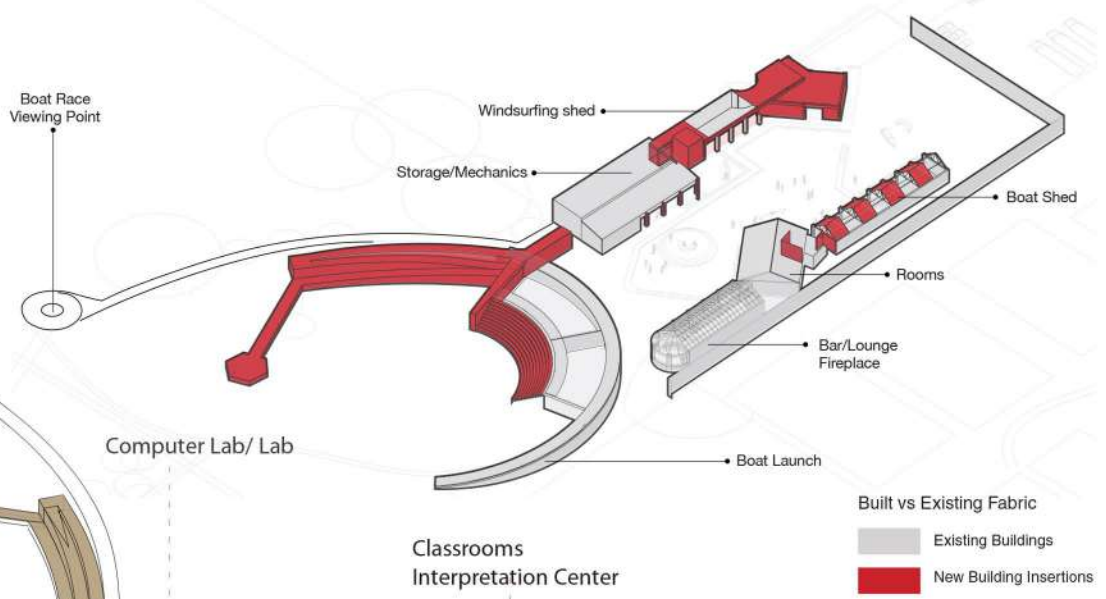 Boat Race
Viewing Point
Windsurfing shed
Storage/Mechanics
Boat Shed
Rooms
Bar/Lounge
Fireplace
Computer Lab/ Lab
Boat Launch
Classrooms
Interpretation Center
Built vs Existing Fabric
Existing Buildings
New Building Insertions